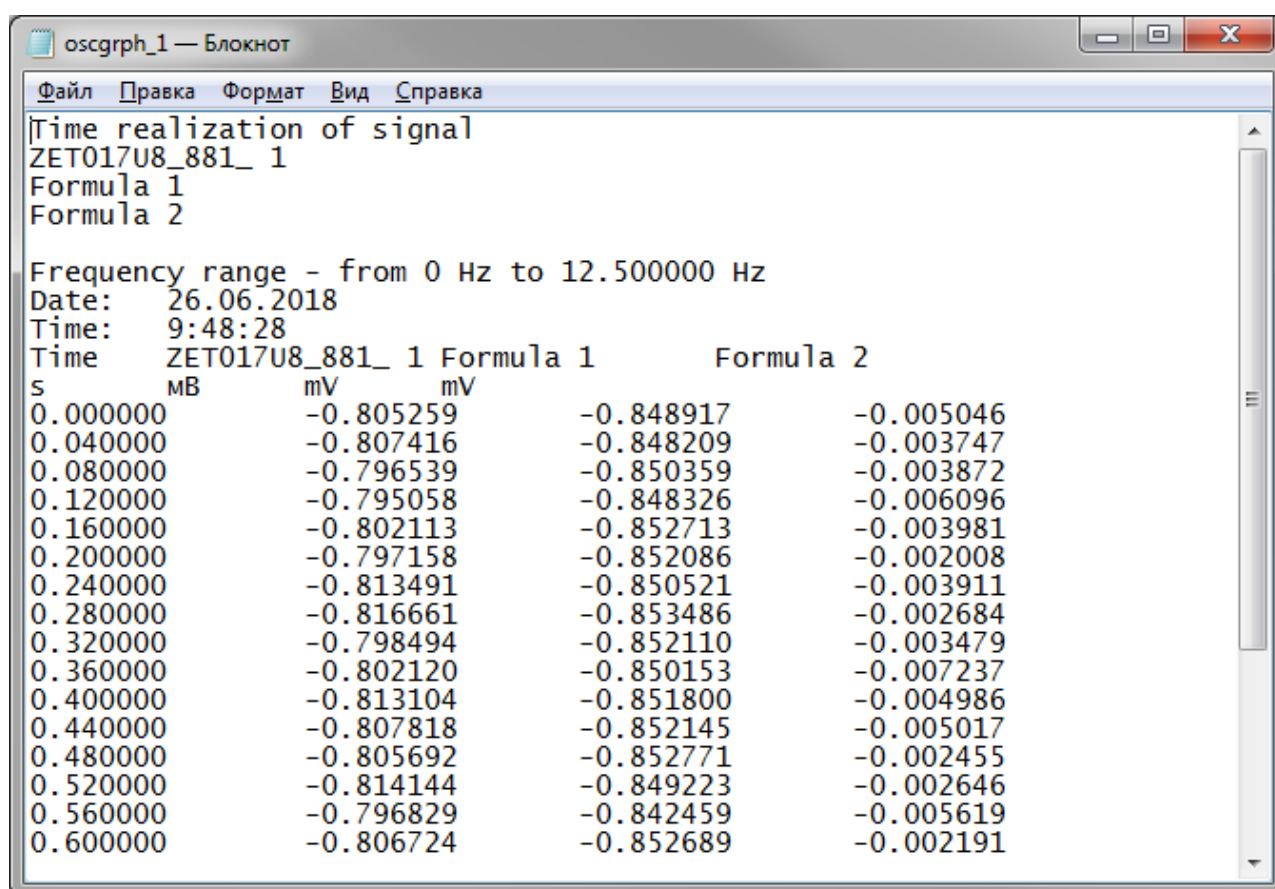 oscgrph_1 — Блокнот
Файл Правка Формат Вид Справка
Time realization of signal
ZET017U8_881_ 1
Formula 1
Formula 2
Frequency range - from 0 Hz to 12.500000 Hz
Date: 26.06.2018
Time: 9:48:28
Time ZET017U8_881_ 1 Formula 1 Formula 2
s мВ mV mV
0.000000 -0.805259 -0.848917 -0.005046
0.040000 -0.807416 -0.848209 -0.003747
0.080000 -0.796539 -0.850359 -0.003872
0.120000 -0.795058 -0.848326 -0.006096
0.160000 -0.802113 -0.852713 -0.003981
0.200000 -0.797158 -0.852086 -0.002008
0.240000 -0.813491 -0.850521 -0.003911
0.280000 -0.816661 -0.853486 -0.002684
0.320000 -0.798494 -0.852110 -0.003479
0.360000 -0.802120 -0.850153 -0.007237
0.400000 -0.813104 -0.851800 -0.004986
0.440000 -0.807818 -0.852145 -0.005017
0.480000 -0.805692 -0.852771 -0.002455
0.520000 -0.814144 -0.849223 -0.002646
0.560000 -0.796829 -0.842459 -0.005619
0.600000 -0.806724 -0.852689 -0.002191